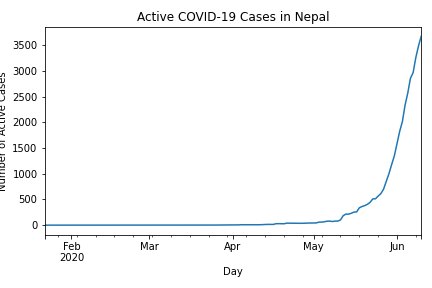 Active COVID-19 Cases in Nepal
Number of Active Cases
3500
3000
2500
2000
1500
1000
500
0
Feb
2020
Mar
Apr
May
Jun
Day